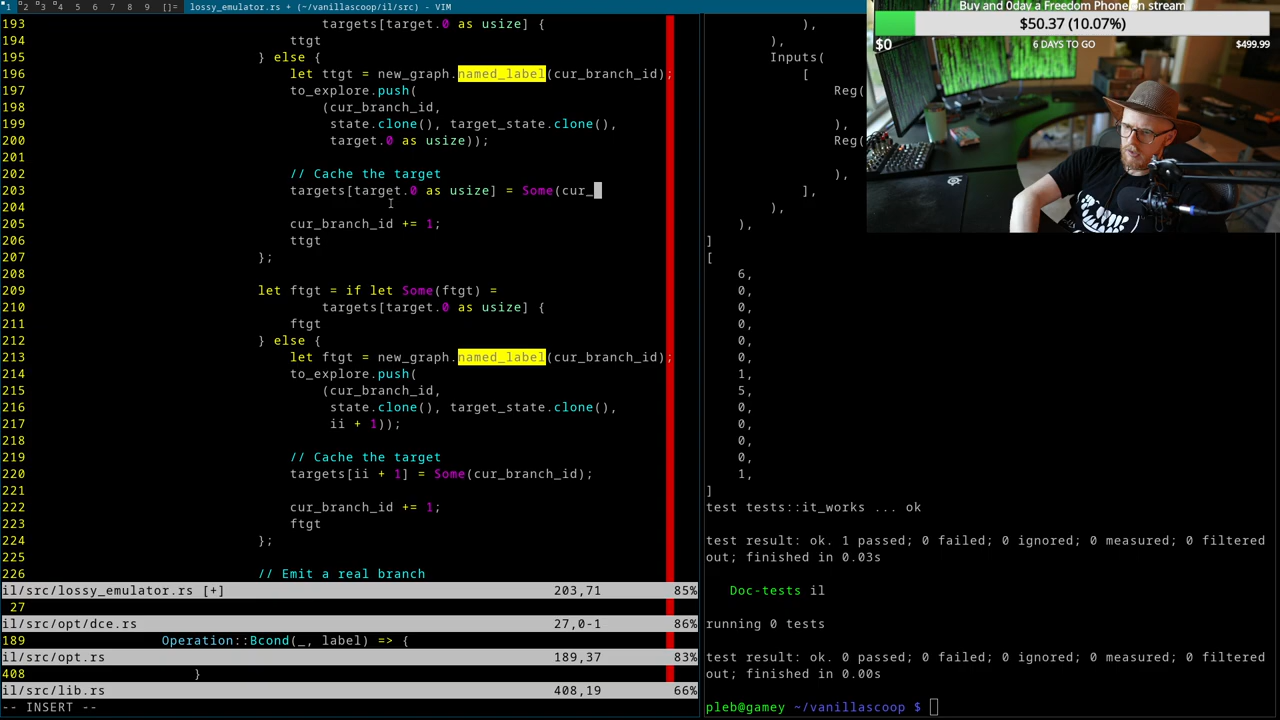 1 2 3 4 5 6 7 8 9 []= lossy_emulator.rs + (~/vanillascoop/il/src) - VIM
193 targets[target.0 as usize] {
194 ttgt
195 } else {
196 let ttgt = new_graph.named_label(cur_branch_id);
197 to_explore.push(
198 (cur_branch_id,
199 state.clone(), target_state.clone(),
200 target.0 as usize));
201
202 // Cache the target
203 targets[target.0 as usize] = Some(cur_
204
205 cur_branch_id += 1;
206 ttgt
207 };
208
209 let ftgt = if let Some(ftgt) =
210 targets[target.0 as usize] {
211 ftgt
212 } else {
213 let ftgt = new_graph.named_label(cur_branch_id);
214 to_explore.push(
215 (cur_branch_id,
216 state.clone(), target_state.clone(),
217 ii + 1));
218
219 // Cache the target
220 targets[ii + 1] = Some(cur_branch_id);
221
222 cur_branch_id += 1;
223 ftgt
224 };
225
226 // Emit a real branch
il/src/lossy_emulator.rs [+] 203,71 85%
27
il/src/opt/dce.rs 27,0-1 86%
189 Operation::Bcond(_, label) => {
il/src/opt.rs 189,37 83%
408 }
il/src/lib.rs 408,19 66%
-- INSERT --
),
),
Inputs(
[
Reg(
),
Reg(
),
],
),
),
]
[
6,
0,
0,
0,
0,
0,
1,
5,
0,
0,
0,
0,
1,
]
test tests::it_works ... ok
test result: ok. 1 passed; 0 failed; 0 ignored; 0 measured; 0 filtered
out; finished in 0.03s
Doc-tests il
running 0 tests
test result: ok. 0 passed; 0 failed; 0 ignored; 0 measured; 0 filtered
out; finished in 0.00s
pleb@gamey ~/vanillascoop $
Buy and 0day a Freedom Phone on stream
$50.37 (10.07%)
$0 6 DAYS TO GO $499.99